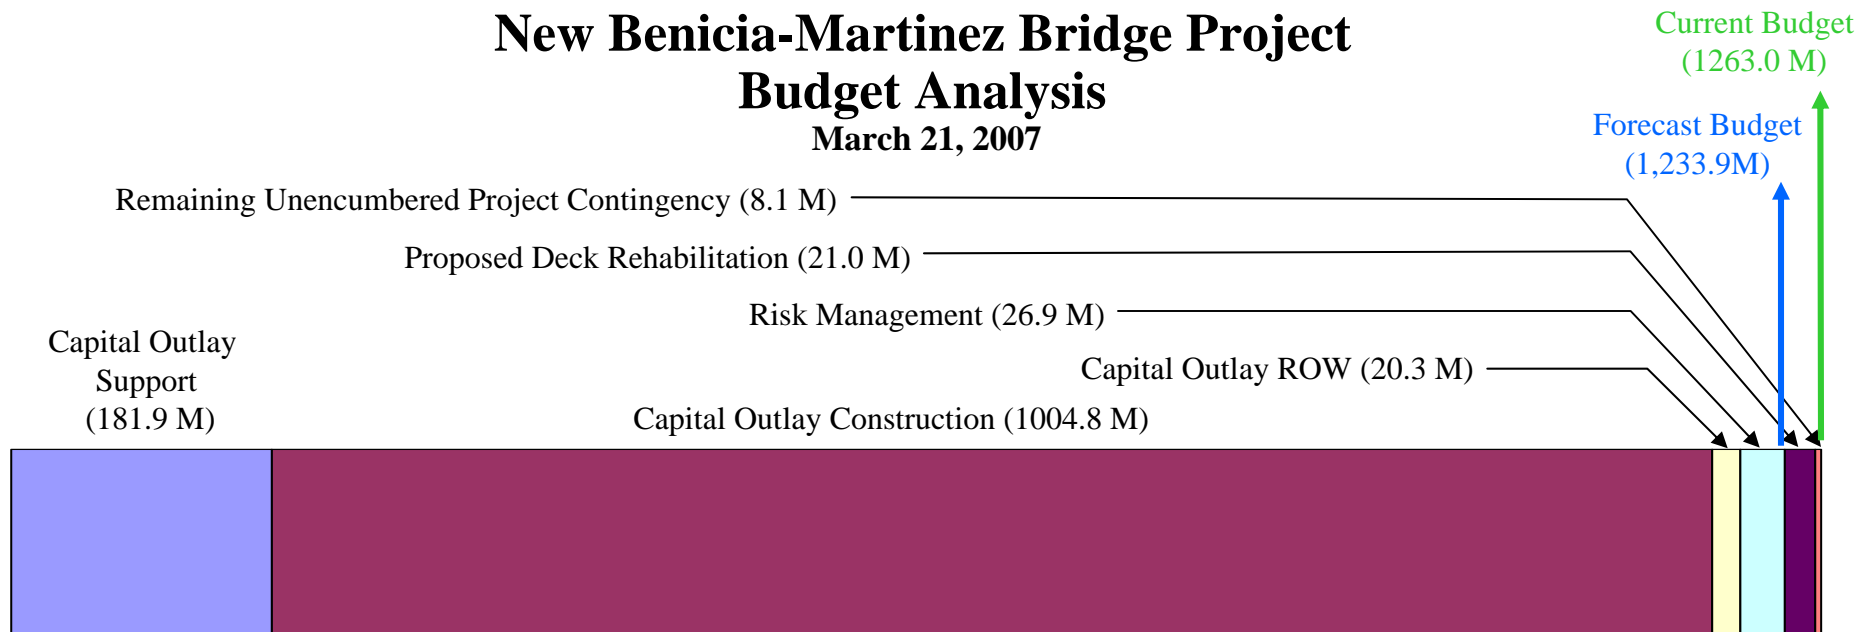 New Benicia-Martinez Bridge Project
Budget Analysis
March 21, 2007
Current Budget
(1263.0 M)
Forecast Budget
(1,233.9M)
Remaining Unencumbered Project Contingency (8.1 M)
Proposed Deck Rehabilitation (21.0 M)
Risk Management (26.9 M)
Capital Outlay ROW (20.3 M)
Capital Outlay
Support
(181.9 M)
Capital Outlay Construction (1004.8 M)